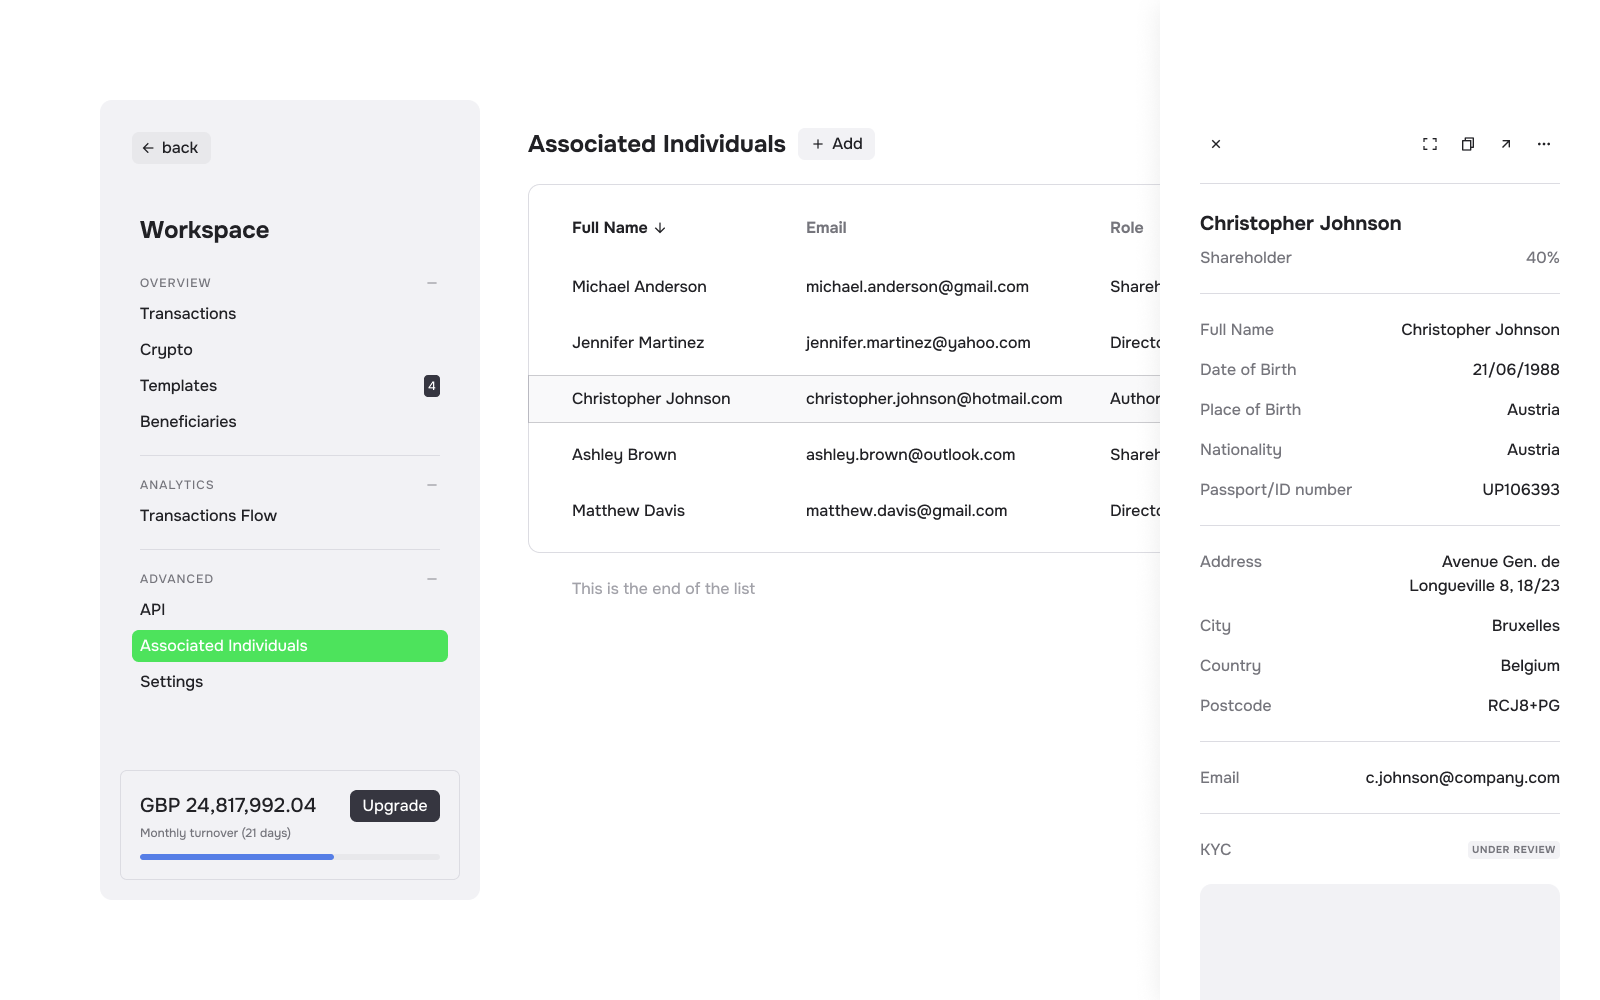 back
Workspace
OVERVIEW
Transactions
Crypto
Templates 4
Beneficiaries
ANALYTICS
Transactions Flow
ADVANCED
API
Associated Individuals
Settings
GBP 24,817,992.04 Upgrade
Monthly turnover (21 days)
Associated Individuals + Add
Full Name ↓ Email Role
Michael Anderson michael.anderson@gmail.com Shareh
Jennifer Martinez jennifer.martinez@yahoo.com Directo
Christopher Johnson christopher.johnson@hotmail.com Author
Ashley Brown ashley.brown@outlook.com Shareh
Matthew Davis matthew.davis@gmail.com Directo
This is the end of the list
Christopher Johnson
Shareholder 40%
Full Name Christopher Johnson
Date of Birth 21/06/1988
Place of Birth Austria
Nationality Austria
Passport/ID number UP106393
Address Avenue Gen. de
Longueville 8, 18/23
City Bruxelles
Country Belgium
Postcode RCJ8+PG
Email c.johnson@company.com
KYC UNDER REVIEW